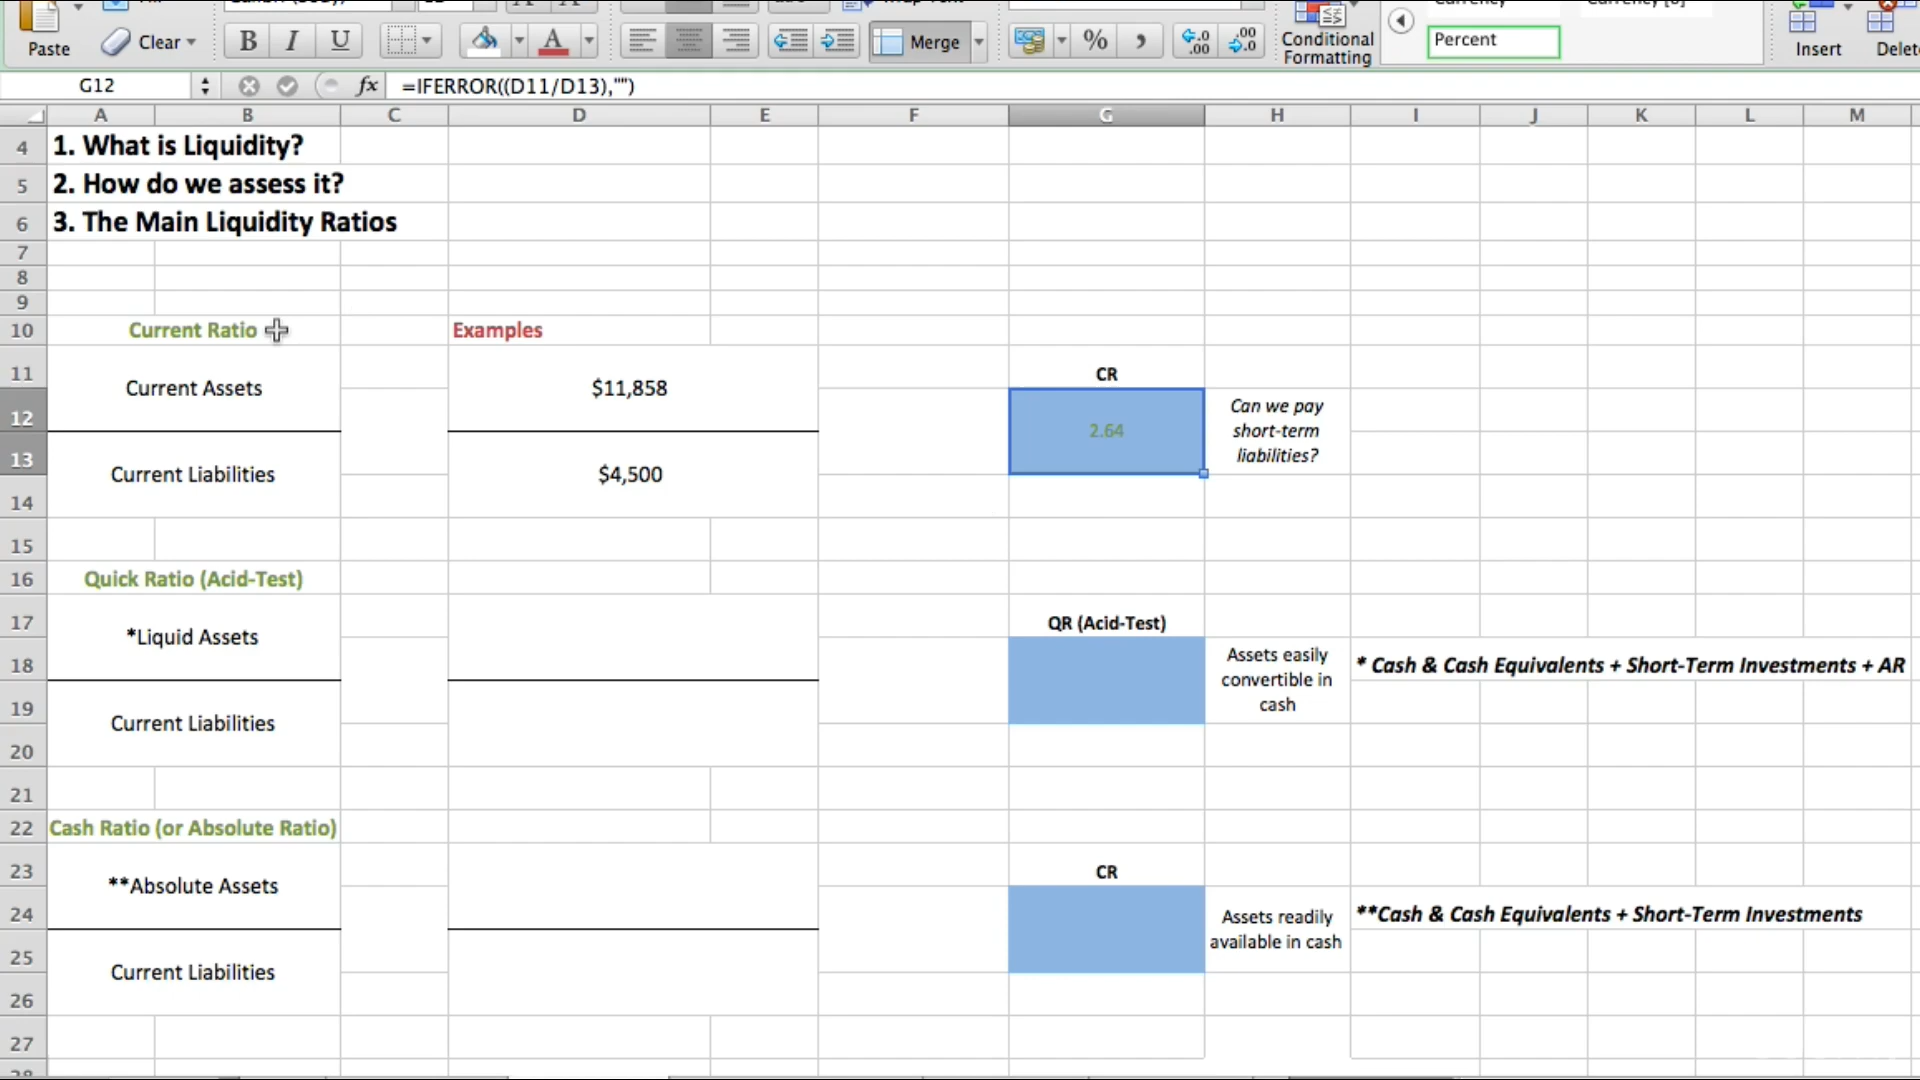 Paste
Clear
B I U
Merge
%
Conditional
Formatting
Percent
Insert
G12
fx
=IFERROR((D11/D13),"")
A B C D E F G H I J K L M
4 1. What is Liquidity?
5 2. How do we assess it?
6 3. The Main Liquidity Ratios
7
8
9
10 Current Ratio Examples
11 CR
Current Assets $11,858
12 Can we pay
2.64 short-term
13 liabilities?
Current Liabilities $4,500
14
15
16 Quick Ratio (Acid-Test)
17 QR (Acid-Test)
*Liquid Assets
18 Assets easily * Cash & Cash Equivalents + Short-Term Investments + AR
convertible in
19 cash
Current Liabilities
20
21
22 Cash Ratio (or Absolute Ratio)
23 CR
**Absolute Assets
24 Assets readily **Cash & Cash Equivalents + Short-Term Investments
available in cash
25
Current Liabilities
26
27